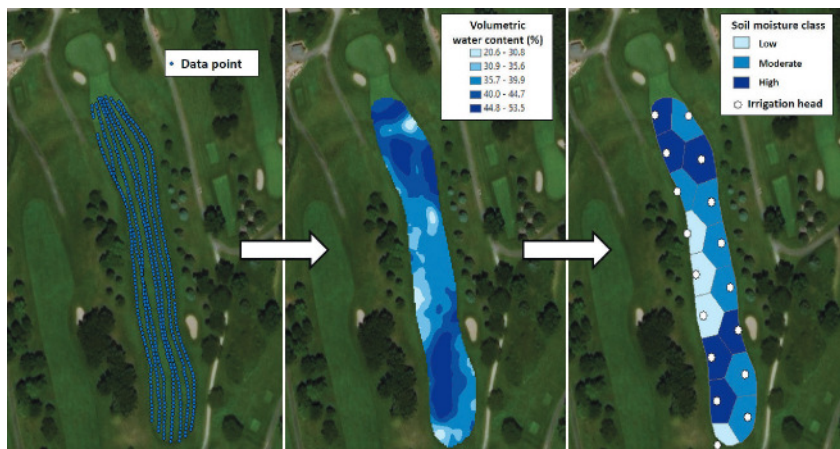 Data point
Volumetric
water content (%)
20.6 - 30.8
30.9 - 35.6
35.7 - 39.9
40.0 - 44.7
44.8 - 53.5
Soil moisture class
Low
Moderate
High
Irrigation head